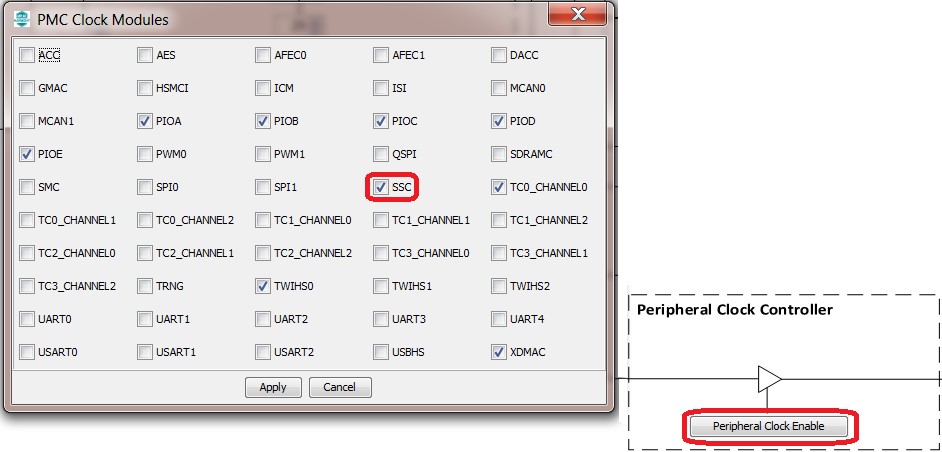 PMC Clock Modules
ACC AES AFEC0 AFEC1 DACC
GMAC HSMCI ICM ISI MCAN0
MCAN1 PIOA PIOB PIOC PIOD
PIOE PWM0 PWM1 QSPI SDRAMC
SMC SPI0 SPI1 SSC TC0_CHANNEL0
TC0_CHANNEL1 TC0_CHANNEL2 TC1_CHANNEL0 TC1_CHANNEL1 TC1_CHANNEL2
TC2_CHANNEL0 TC2_CHANNEL1 TC2_CHANNEL2 TC3_CHANNEL0 TC3_CHANNEL1
TC3_CHANNEL2 TRNG TWIHS0 TWIHS1 TWIHS2
UART0 UART1 UART2 UART3 UART4
USART0 USART1 USART2 USBHS XDMAC
Apply Cancel
Peripheral Clock Controller
Peripheral Clock Enable